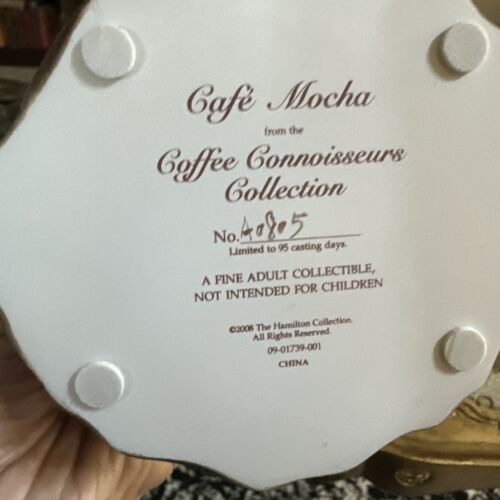 Café Mocha
from the
Coffee Connoisseurs
Collection
No. A0805
Limited to 95 casting days.
A FINE ADULT COLLECTIBLE,
NOT INTENDED FOR CHILDREN
©2008 The Hamilton Collection.
All Rights Reserved.
09-01739-001
CHINA